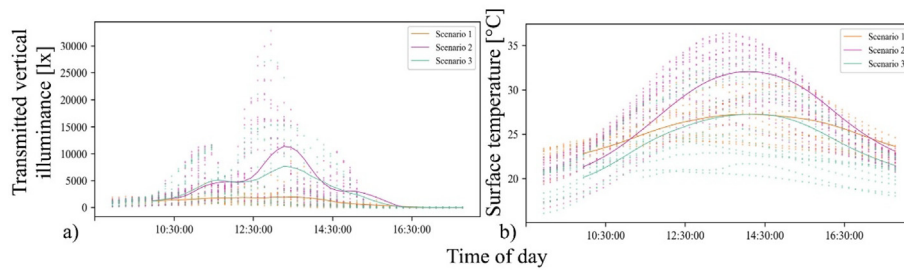 Transmitted vertical
illuminance [lx]
30000
25000
20000
15000
10000
5000
0
Scenario 1
Scenario 2
Scenario 3
10:30:00 12:30:00 14:30:00 16:30:00
a)
Surface temperature [°C]
35
30
25
20
Scenario 1
Scenario 2
Scenario 3
10:30:00 12:30:00 14:30:00 16:30:00
b)
Time of day